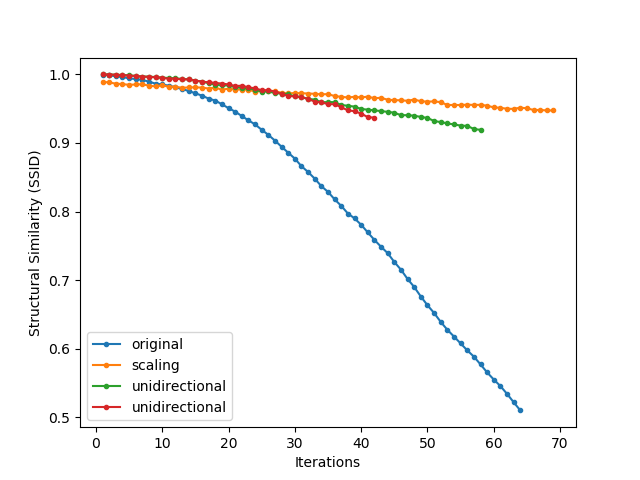 1.0
0.9
0.8
0.7
0.6
0.5
Structural Similarity (SSID)
original
scaling
unidirectional
unidirectional
0 10 20 30 40 50 60 70
Iterations